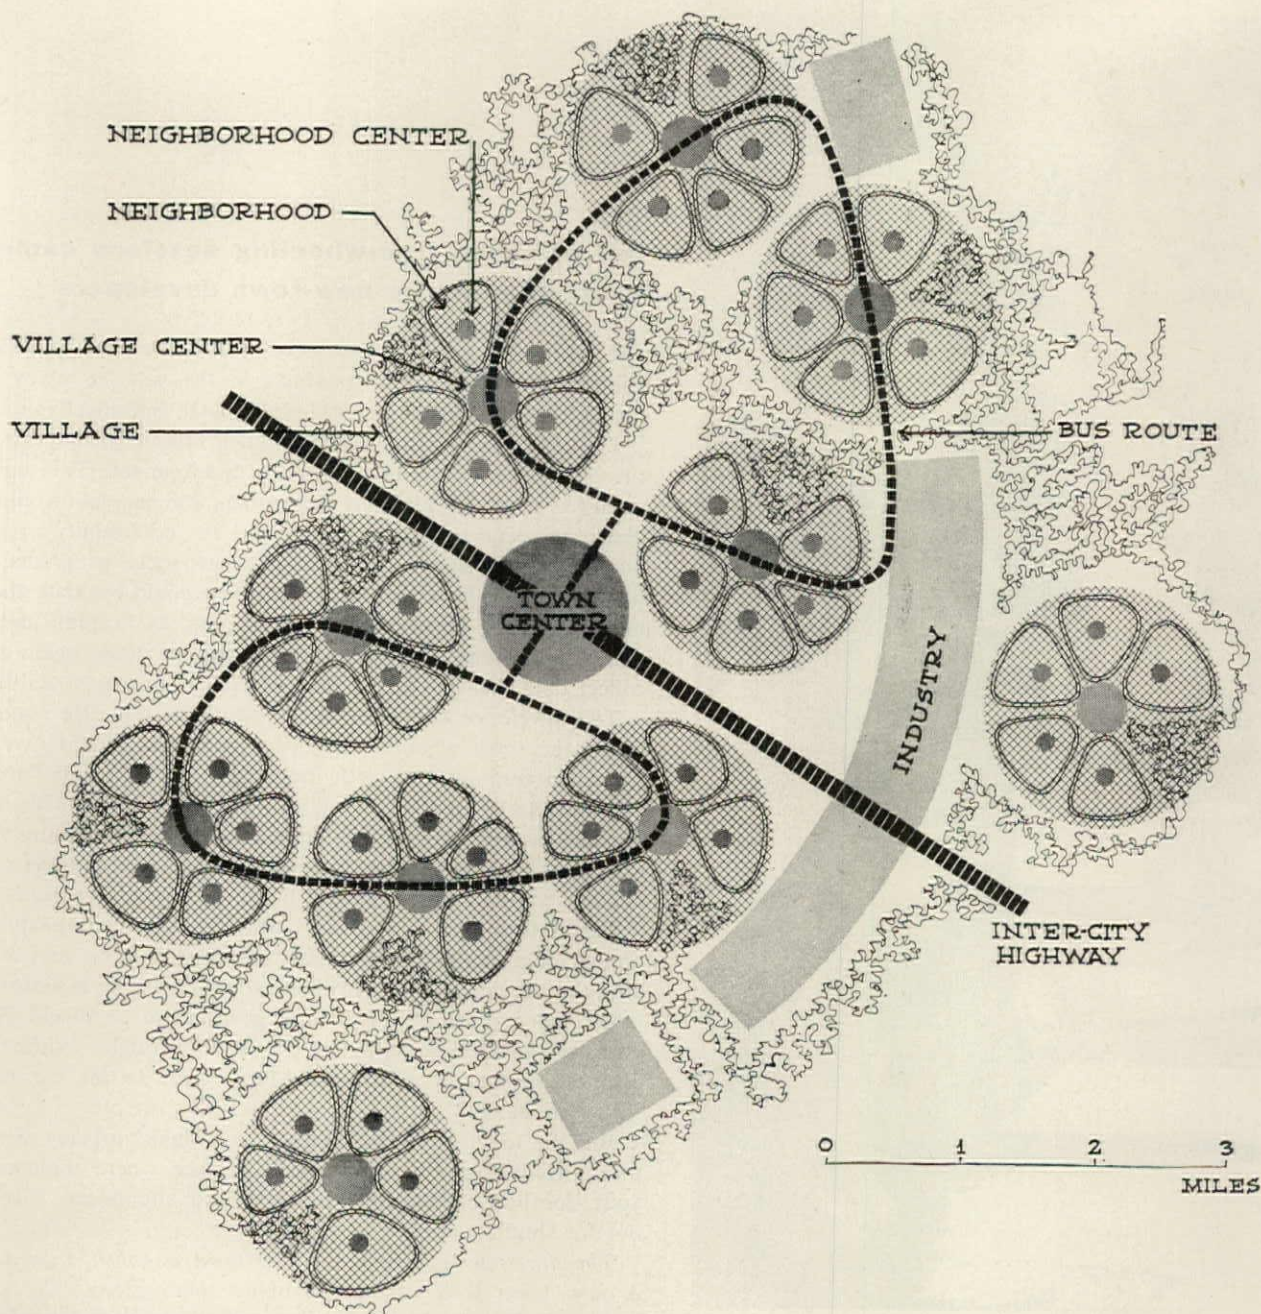 NEIGHBORHOOD CENTER
NEIGHBORHOOD
VILLAGE CENTER
VILLAGE
BUS ROUTE
TOWN
CENTER
INDUSTRY
INTER-CITY
HIGHWAY
0 1 2 3
MILES